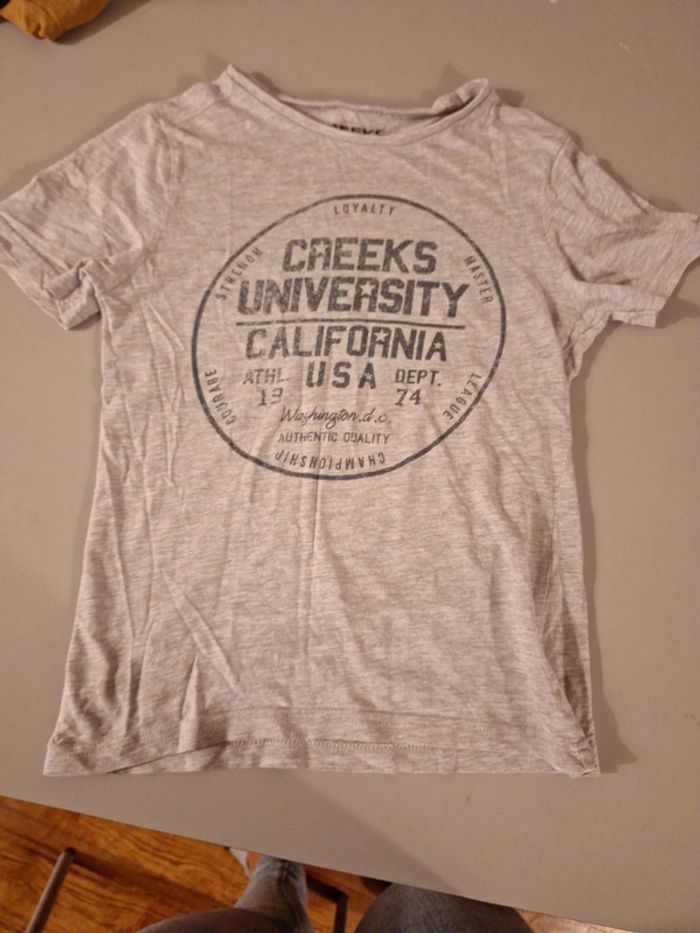 LOYALTY
STRENGH
MASTER
CREEKS
UNIVERSITY
CALIFORNIA
ATHL. USA DEPT.
19 74
Washington.d.c.
AUTHENTIC QUALITY
COURAGE
LEAGUE
CHAMPIONSHIP